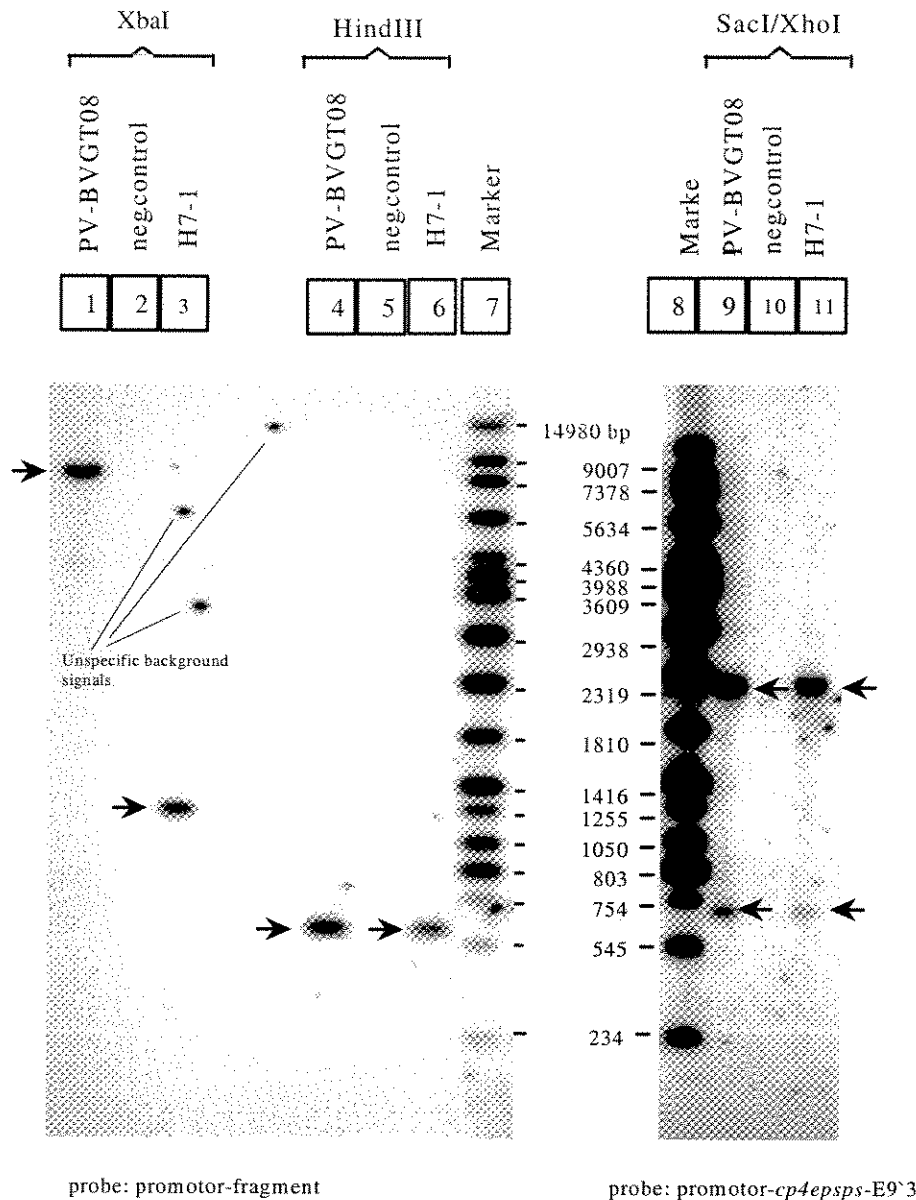 XbaI HindIII SacI/XhoI
PV-BVGT08
negcontrol
H7-1
PV-BVGT08
negcontrol
H7-1
Marker
Marke
PV-BVGT08
negcontrol
H7-1
1 2 3 4 5 6 7 8 9 10 11
14980 bp
9007
7378
5634
4360
3988
3609
2938
2319
1810
1416
1255
1050
803
754
545
234
Unspecific background
signals
probe: promotor-fragment
probe: promotor-cp4epsps-E9`3